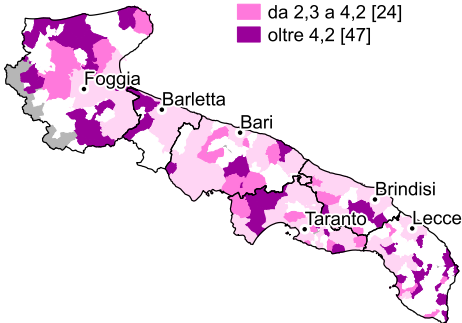 da 2,3 a 4,2 [24]
oltre 4,2 [47]
Foggia
Barletta
Bari
Brindisi
Taranto
Lecce